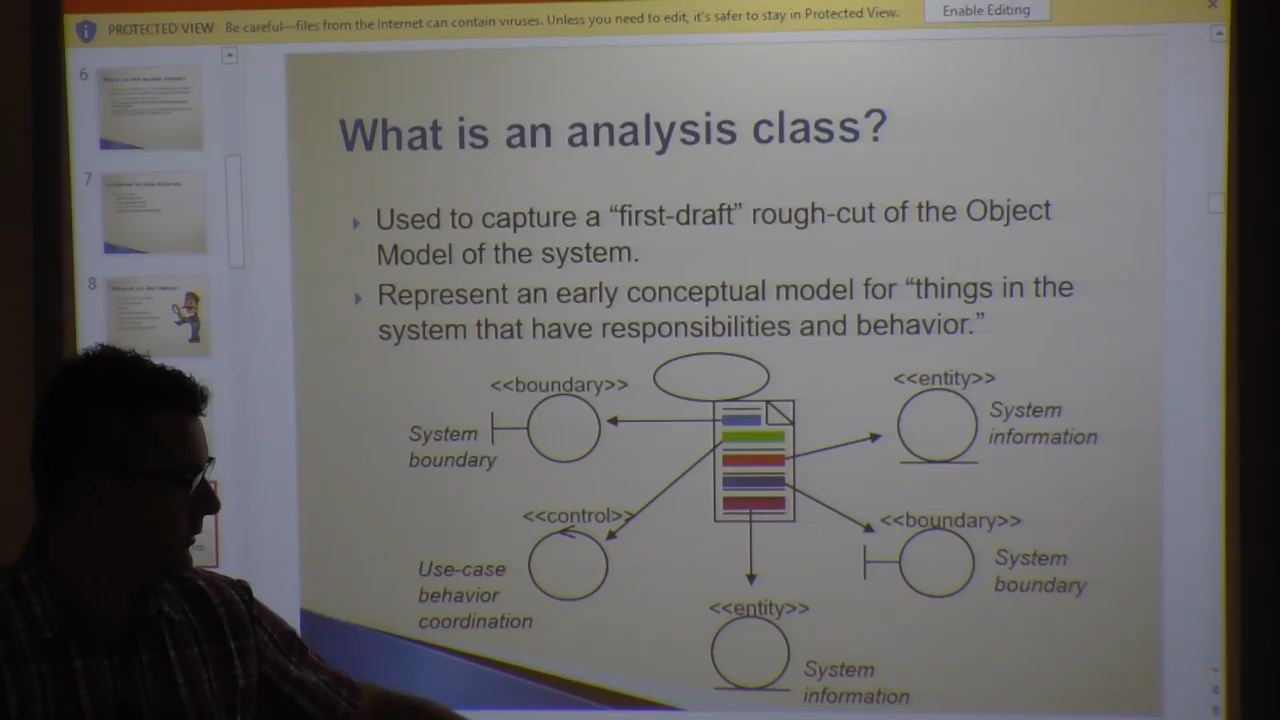 PROTECTED VIEW Be careful—files from the Internet can contain viruses. Unless you need to edit, it's safer to stay in Protected View.
Enable Editing
6
7
8
What is an analysis class?
Used to capture a “first-draft” rough-cut of the Object
Model of the system.
Represent an early conceptual model for “things in the
system that have responsibilities and behavior.”
<<boundary>>
System
boundary
<<entity>>
System
information
<<control>>
Use-case
behavior
coordination
<<boundary>>
System
boundary
<<entity>>
System
information